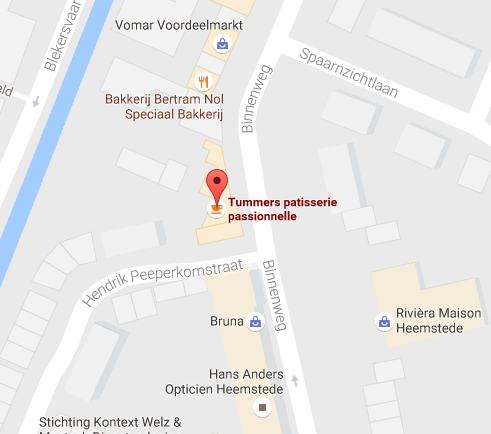 Vomar Voordeelmarkt
Blekersvaar
Binnenweg
Spaarnzichtlaan
Bakkerij Bertram Nol
Speciaal Bakkerij
Tummers patisserie
passionnelle
Hendrik Peeperkornstraat
Binnenweg
Bruna
Rivièra Maison
Heemstede
Hans Anders
Opticien Heemstede
Stichting Kontext Welz &